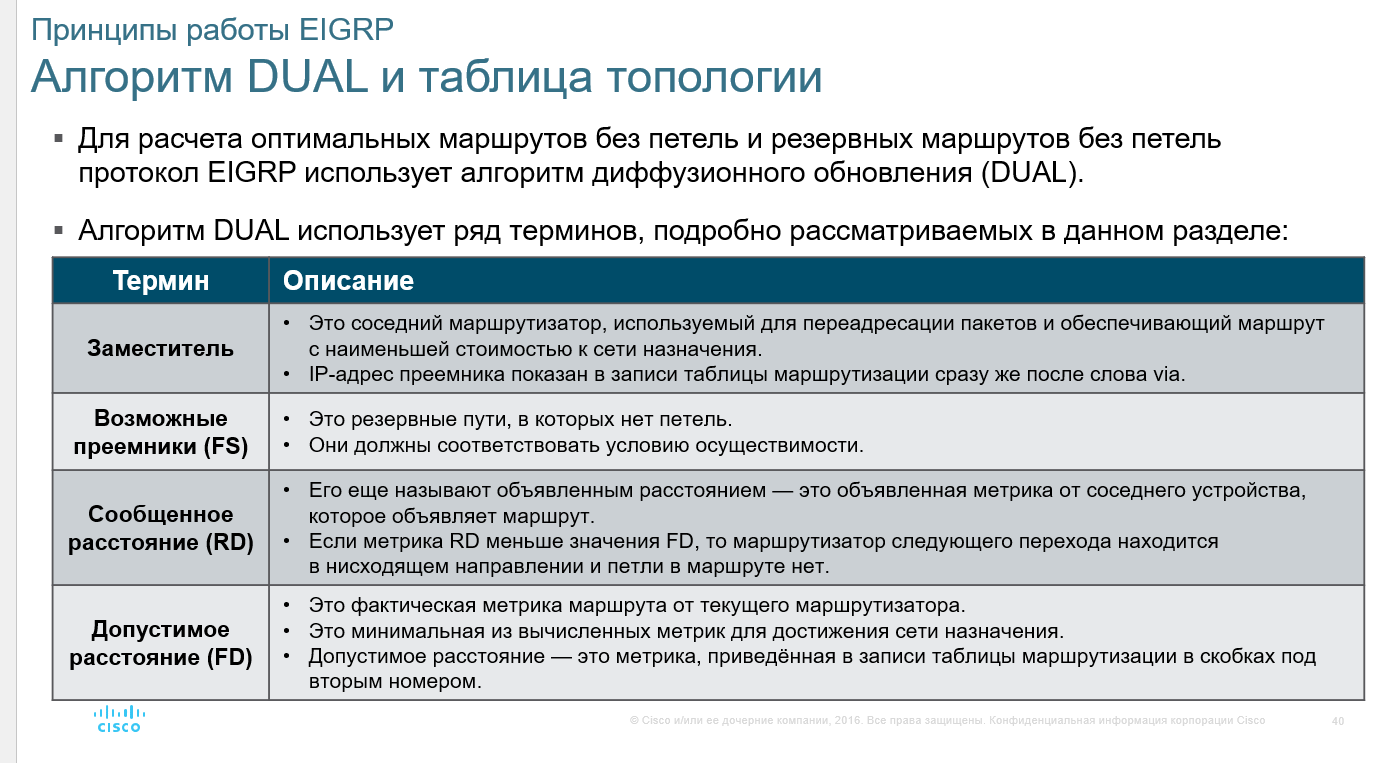 Принципы работы EIGRP
Алгоритм DUAL и таблица топологии
▪ Для расчета оптимальных маршрутов без петель и резервных маршрутов без петель
протокол EIGRP использует алгоритм диффузионного обновления (DUAL).
▪ Алгоритм DUAL использует ряд терминов, подробно рассматриваемых в данном разделе:
Термин Описание
Заместитель
• Это соседний маршрутизатор, используемый для переадресации пакетов и обеспечивающий маршрут
с наименьшей стоимостью к сети назначения.
• IP-адрес преемника показан в записи таблицы маршрутизации сразу же после слова via.
Возможные
преемники (FS)
• Это резервные пути, в которых нет петель.
• Они должны соответствовать условию осуществимости.
Сообщенное
расстояние (RD)
• Его еще называют объявленным расстоянием — это объявленная метрика от соседнего устройства,
которое объявляет маршрут.
• Если метрика RD меньше значения FD, то маршрутизатор следующего перехода находится
в нисходящем направлении и петли в маршруте нет.
Допустимое
расстояние (FD)
• Это фактическая метрика маршрута от текущего маршрутизатора.
• Это минимальная из вычисленных метрик для достижения сети назначения.
• Допустимое расстояние — это метрика, приведённая в записи таблицы маршрутизации в скобках под
вторым номером.
CISCO
© Cisco и/или ее дочерние компании, 2016. Все права защищены. Конфиденциальная информация корпорации Cisco
40